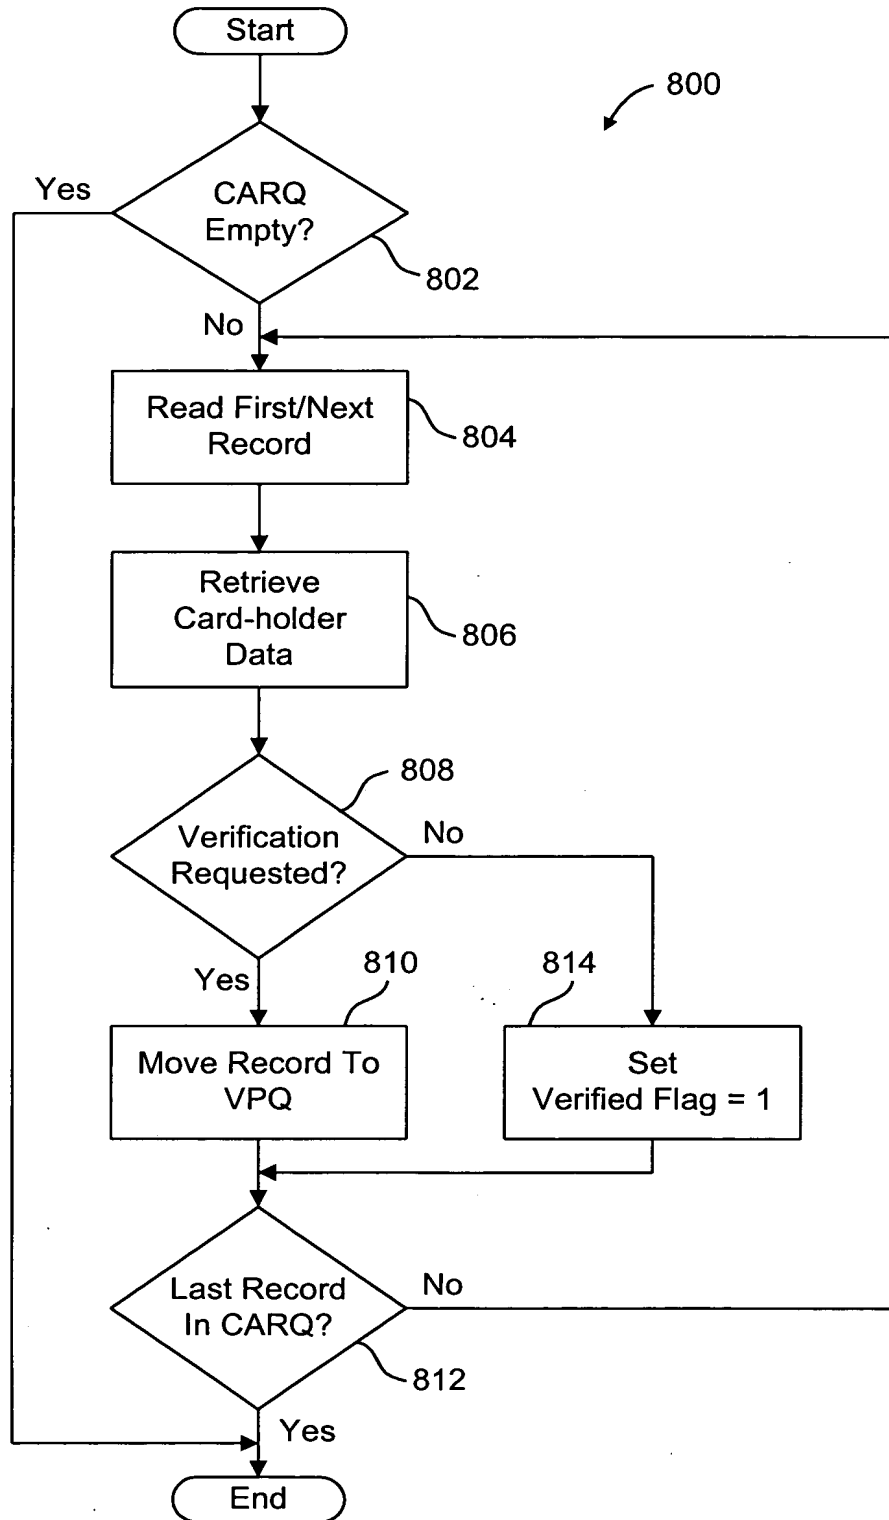 Start
800
Yes
CARQ
Empty?
802
No
Read First/Next
Record
804
Retrieve
Card-holder
Data
806
808
Verification
Requested?
No
Yes
810
814
Move Record To
VPQ
Set
Verified Flag = 1
Last Record
In CARQ?
No
812
Yes
End